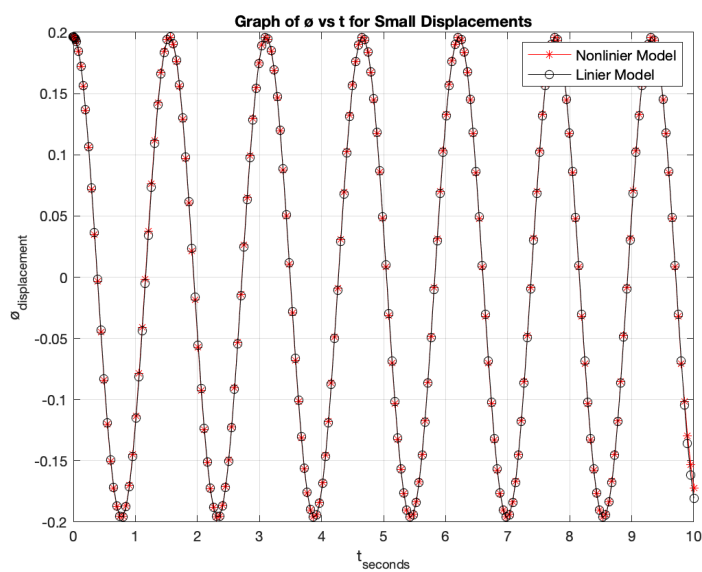 Graph of ø vs t for Small Displacements
Nonlinier Model
Linier Model
0.2
0.15
0.1
0.05
0
-0.05
-0.1
-0.15
-0.2
ø displacement
0 1 2 3 4 5 6 7 8 9 10
t seconds